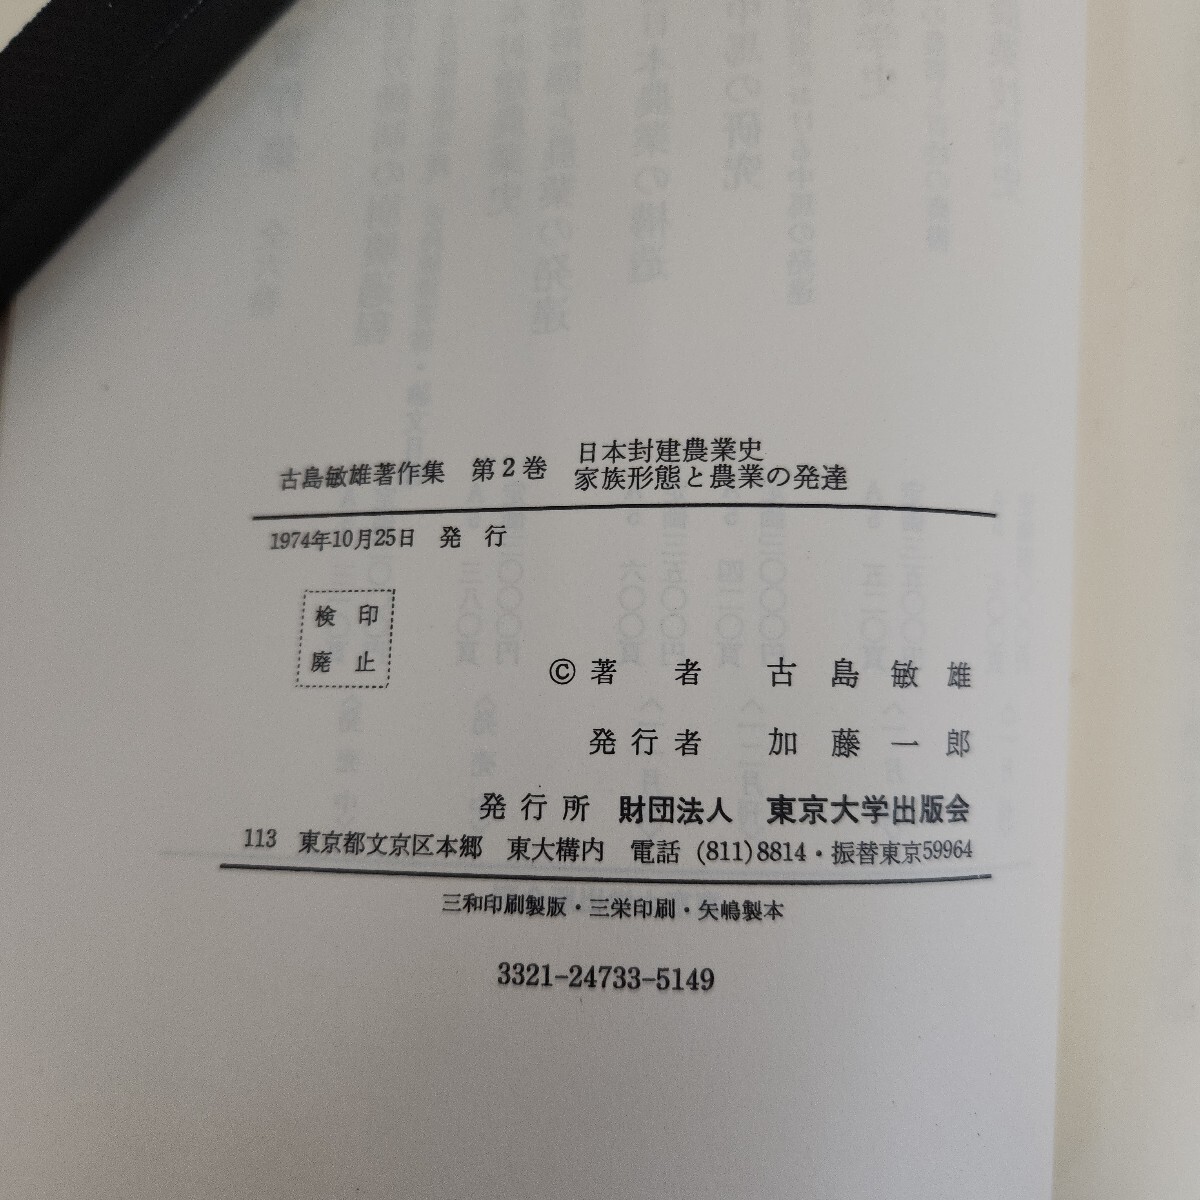 古島敏雄著作集 第2巻 日本封建農業史
家族形態と農業の発達
1974年10月25日 発行
検印
廃止
©著者 古島敏雄
発行者 加藤一郎
発行所 財団法人 東京大学出版会
113 東京都文京区本郷 東大構内 電話 (811)8814・振替東京59964
三和印刷製版・三栄印刷・矢嶋製本
3321-24733-5149